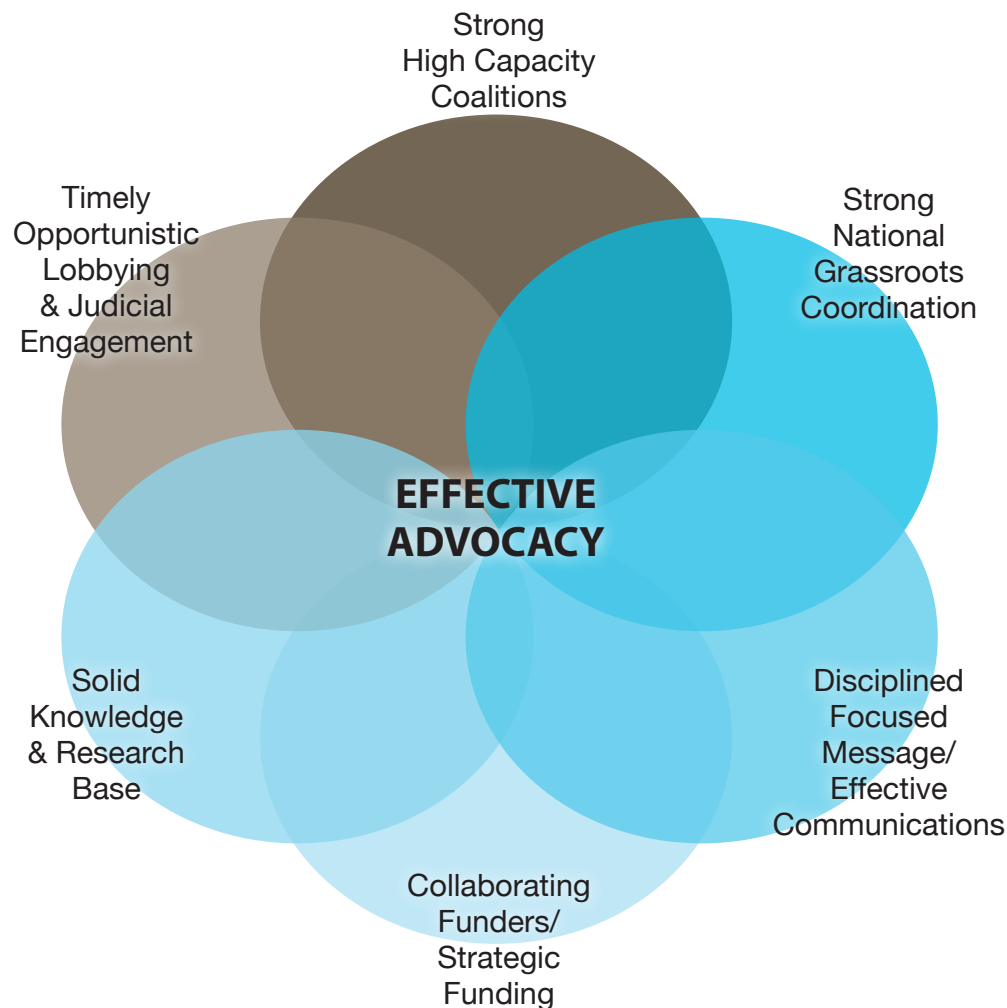 Strong
High Capacity
Coalitions
Timely
Opportunistic
Lobbying
& Judicial
Engagement
Strong
National
Grassroots
Coordination
EFFECTIVE
ADVOCACY
Solid
Knowledge
& Research
Base
Disciplined
Focused
Message/
Effective
Communications
Collaborating
Funders/
Strategic
Funding